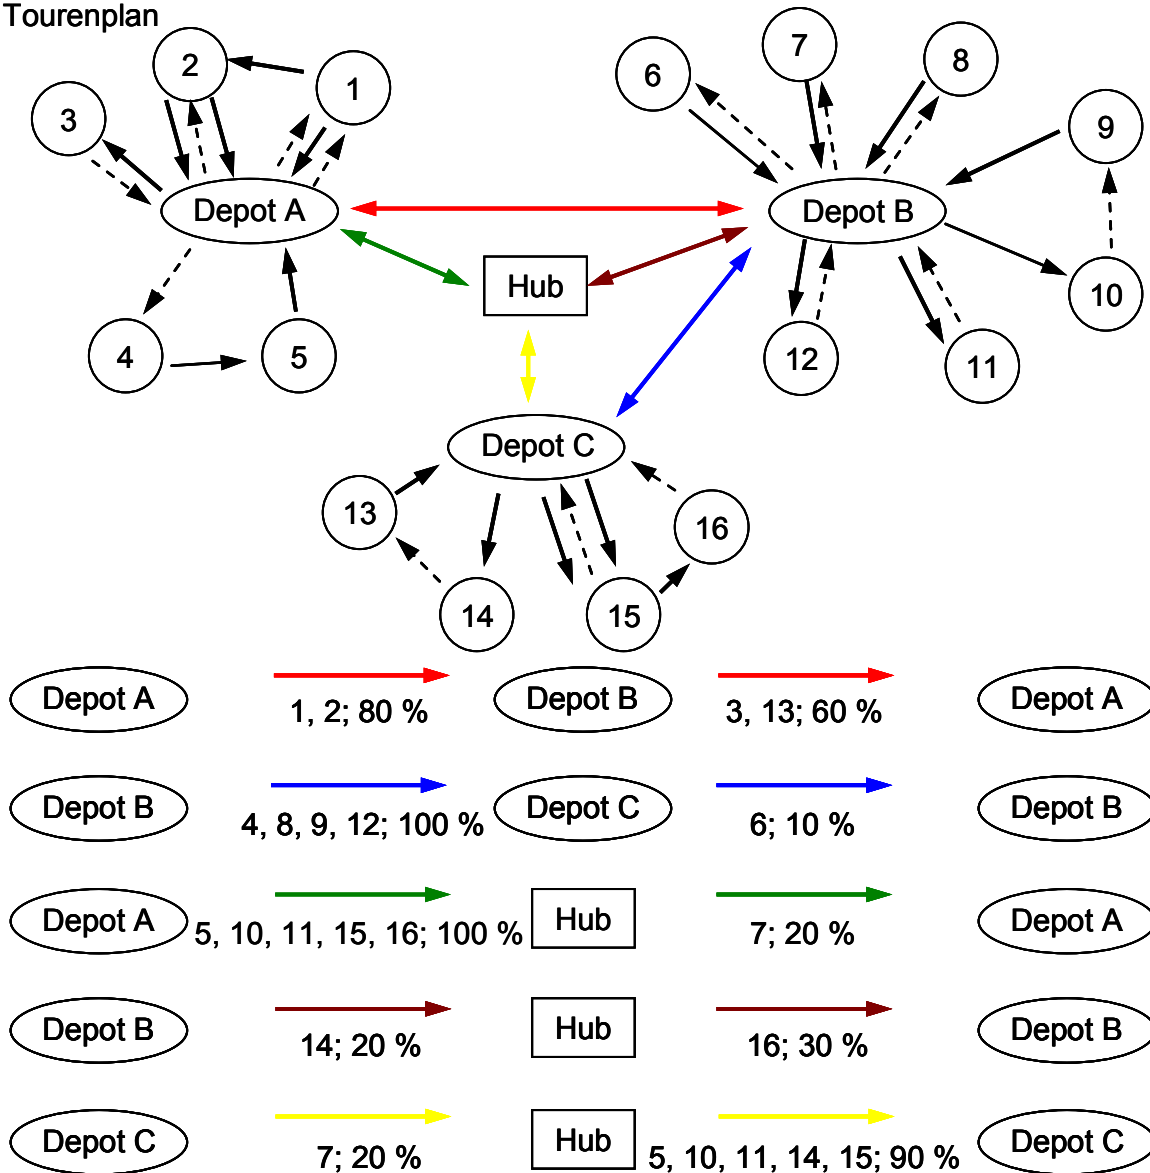 Tourenplan
2
7
8
6
1
3
9
Depot A
Depot B
Hub
10
4
5
12
11
Depot C
13
16
14
15
Depot A
1, 2; 80 %
Depot B
3, 13; 60 %
Depot A
Depot B
4, 8, 9, 12; 100 %
Depot C
6; 10 %
Depot B
Depot A
5, 10, 11, 15, 16; 100 %
Hub
7; 20 %
Depot A
Depot B
14; 20 %
Hub
16; 30 %
Depot B
Depot C
7; 20 %
Hub
5, 10, 11, 14, 15; 90 %
Depot C